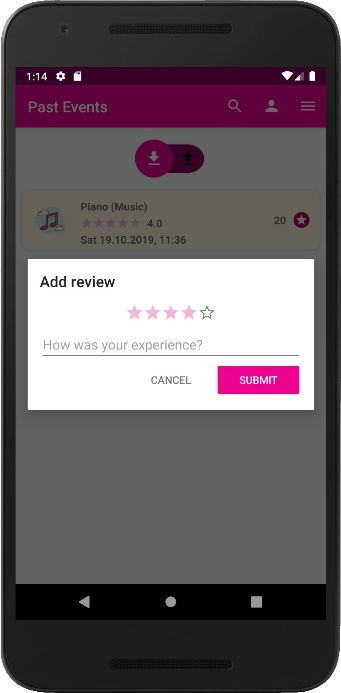 1:14
Past Events
Piano (Music)
4.0
20
Sat 19.10.2019, 11:36
Add review
How was your experience?
CANCEL
SUBMIT